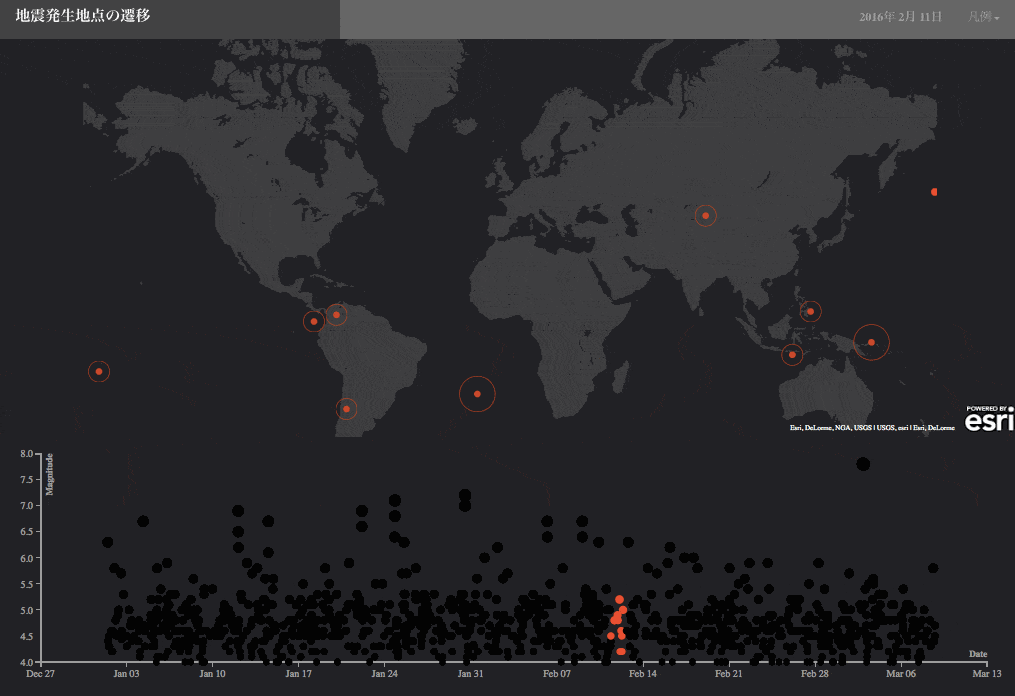 地震発生地点の遷移
2016年 2月 11日
凡例
POWERED BY
esri
Esri, DeLorme, NGA, USGS | USGS, esri | Esri, DeLorme
Magnitude
8.0
7.5
7.0
6.5
6.0
5.5
5.0
4.5
4.0
Date
Dec 27
Jan 03
Jan 10
Jan 17
Jan 24
Jan 31
Feb 07
Feb 14
Feb 21
Feb 28
Mar 06
Mar 13